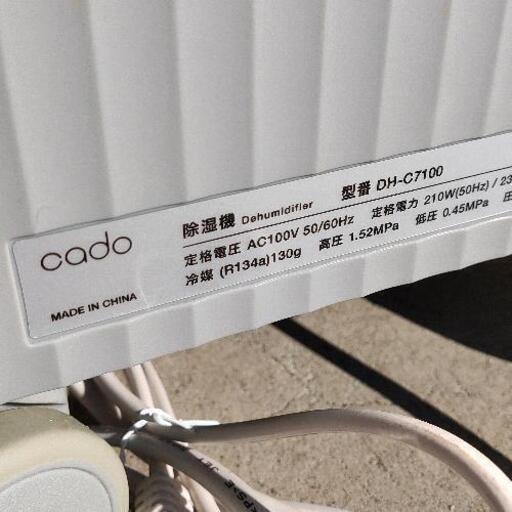 cado
MADE IN CHINA
除湿機 Dehumidifier 型番 DH-C7100
定格電圧 AC100V 50/60Hz 定格電力 210W(50Hz) / 23
冷媒 (R134a)130g 高圧 1.52MPa 低圧 0.45MPa